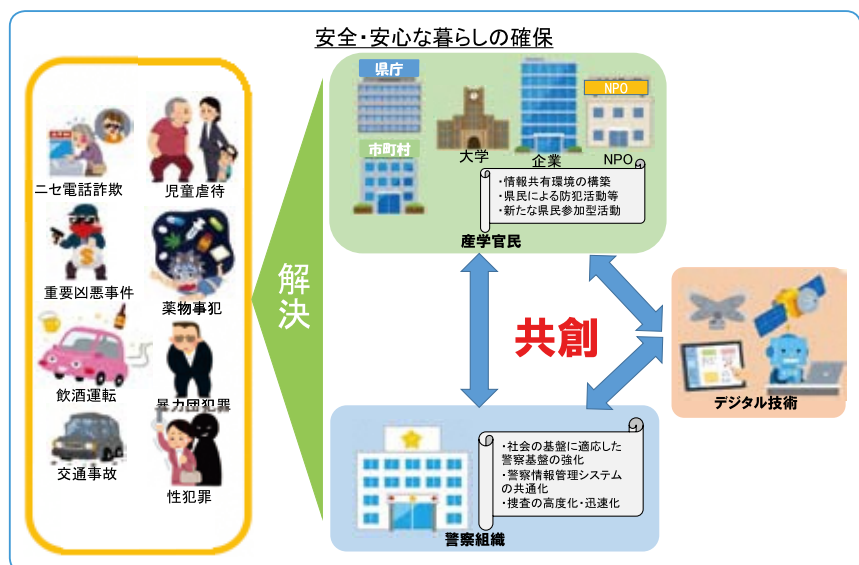 安全・安心な暮らしの確保
ニセ電話詐欺
児童虐待
重要凶悪事件
薬物事犯
飲酒運転
暴力団犯罪
交通事故
性犯罪
解決
県庁
市町村
大学
企業
NPO
NPO
・情報共有環境の構築
・県民による防犯活動等
・新たな県民参加型活動
産学官民
共創
デジタル技術
・社会の基盤に適応した
警察基盤の強化
・警察情報管理システム
の共通化
・捜査の高度化・迅速化
警察組織